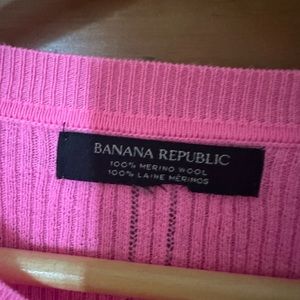 BANANA REPUBLIC
100% MERINO WOOL
100% LAINE MÉRINOS